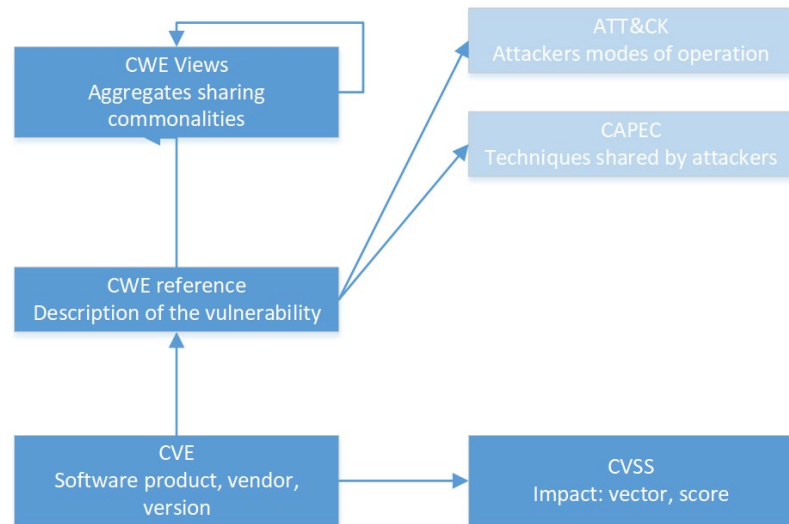 CWE Views
Aggregates sharing
commonalities
ATT&CK
Attackers modes of operation
CAPEC
Techniques shared by attackers
CWE reference
Description of the vulnerability
CVE
Software product, vendor,
version
CVSS
Impact: vector, score